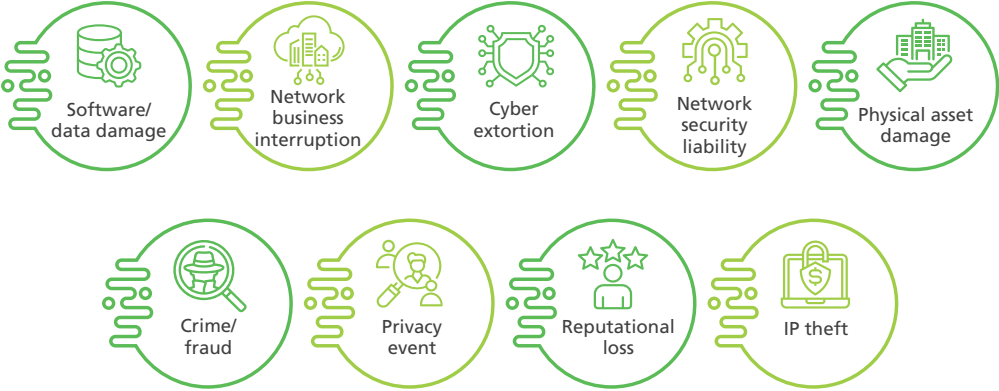 Software/
data damage
Network
business
interruption
Cyber
extortion
Network
security
liability
Physical asset
damage
Crime/
fraud
Privacy
event
Reputational
loss
$
IP theft